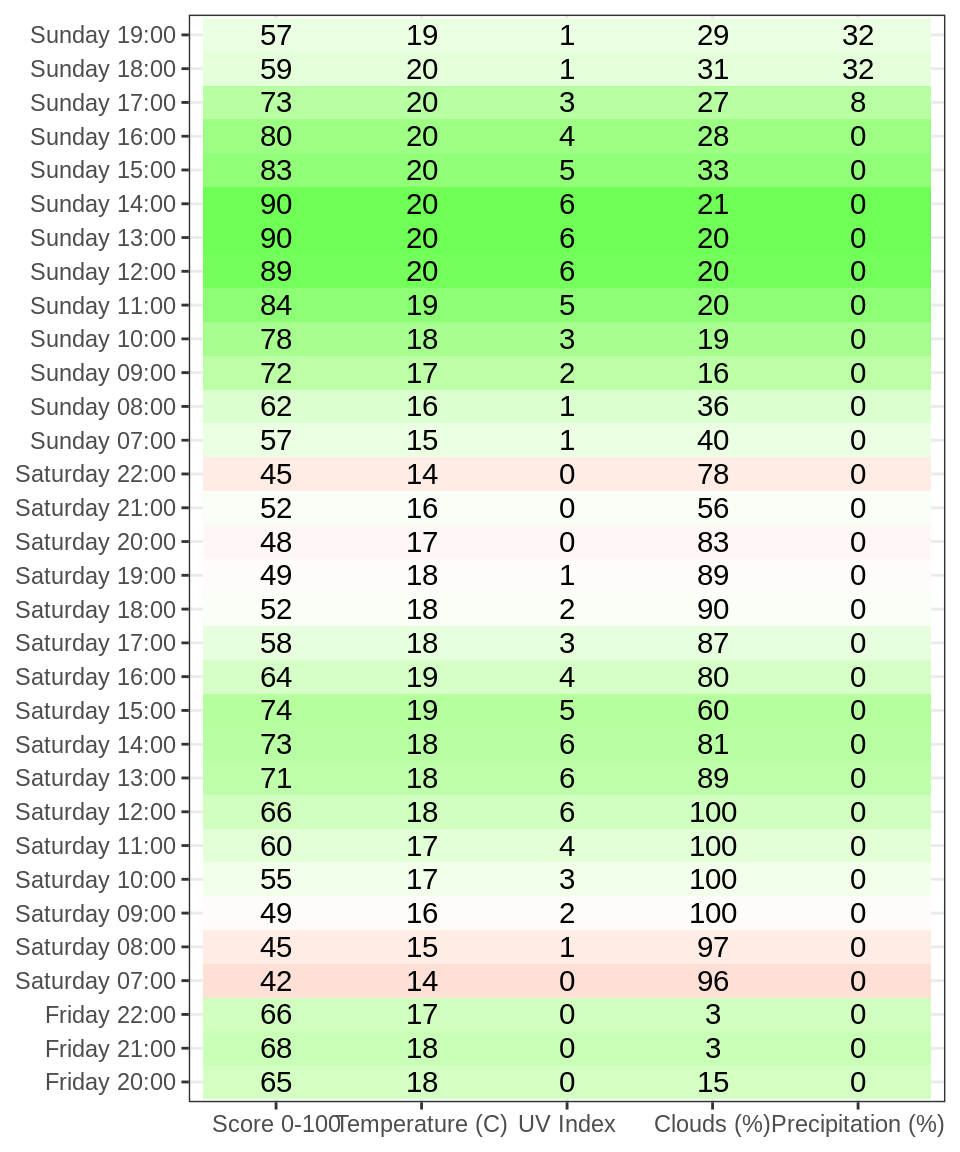 Sunday 19:00 57 19 1 29 32
Sunday 18:00 59 20 1 31 32
Sunday 17:00 73 20 3 27 8
Sunday 16:00 80 20 4 28 0
Sunday 15:00 83 20 5 33 0
Sunday 14:00 90 20 6 21 0
Sunday 13:00 90 20 6 20 0
Sunday 12:00 89 20 6 20 0
Sunday 11:00 84 19 5 20 0
Sunday 10:00 78 18 3 19 0
Sunday 09:00 72 17 2 16 0
Sunday 08:00 62 16 1 36 0
Sunday 07:00 57 15 1 40 0
Saturday 22:00 45 14 0 78 0
Saturday 21:00 52 16 0 56 0
Saturday 20:00 48 17 0 83 0
Saturday 19:00 49 18 1 89 0
Saturday 18:00 52 18 2 90 0
Saturday 17:00 58 18 3 87 0
Saturday 16:00 64 19 4 80 0
Saturday 15:00 74 19 5 60 0
Saturday 14:00 73 18 6 81 0
Saturday 13:00 71 18 6 89 0
Saturday 12:00 66 18 6 100 0
Saturday 11:00 60 17 4 100 0
Saturday 10:00 55 17 3 100 0
Saturday 09:00 49 16 2 100 0
Saturday 08:00 45 15 1 97 0
Saturday 07:00 42 14 0 96 0
Friday 22:00 66 17 0 3 0
Friday 21:00 68 18 0 3 0
Friday 20:00 65 18 0 15 0
Score 0-100 Temperature (C) UV Index Clouds (%) Precipitation (%)